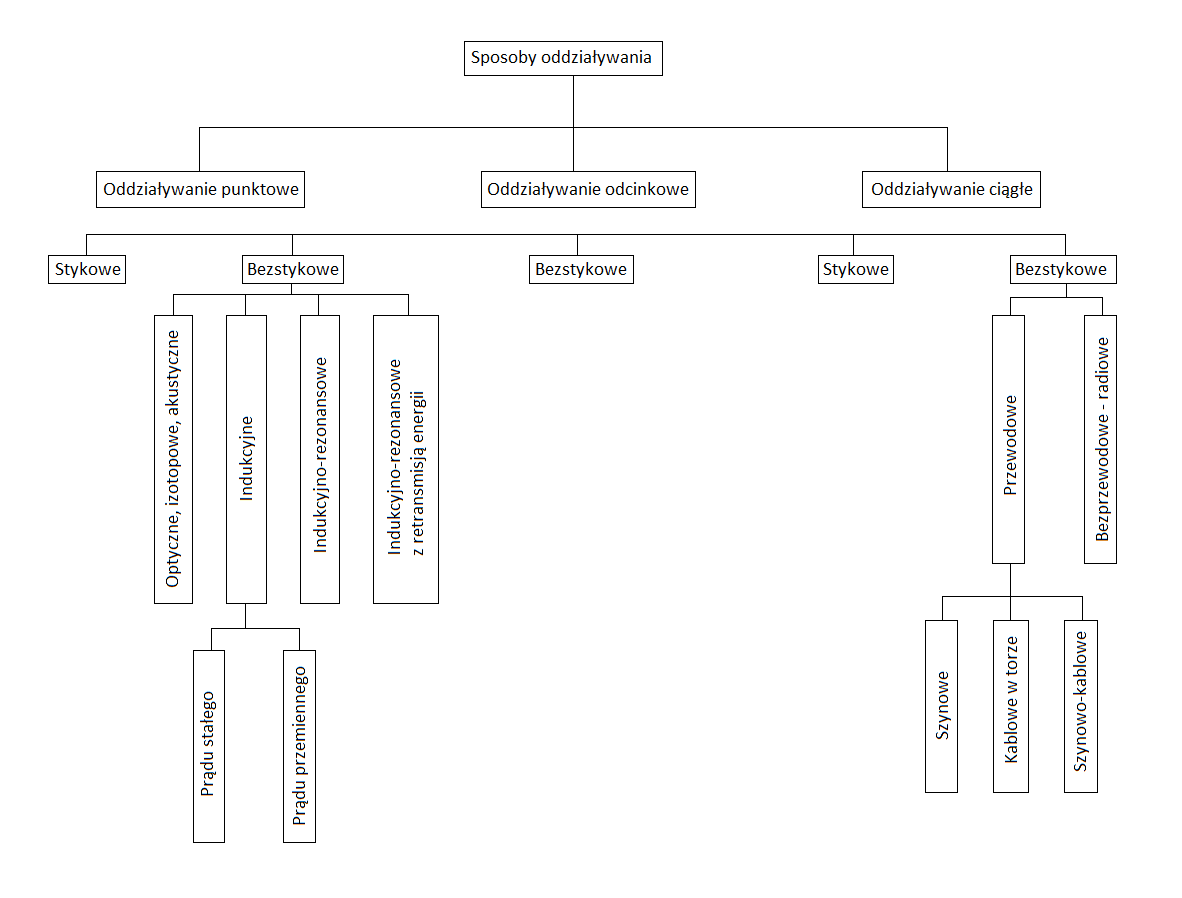 Sposoby oddziaływania
Oddziaływanie punktowe
Oddziaływanie odcinkowe
Oddziaływanie ciągłe
Stykowe
Bezstykowe
Bezstykowe
Stykowe
Bezstykowe
Optyczne, izotopowe, akustyczne
Indukcyjne
Indukcyjno-rezonansowe
Indukcyjno-rezonansowe
z retransmisją energii
Przewodowe
Bezprzewodowe - radiowe
Prądu stałego
Prądu przemiennego
Szynowe
Kablowe w torze
Szynowo-kablowe